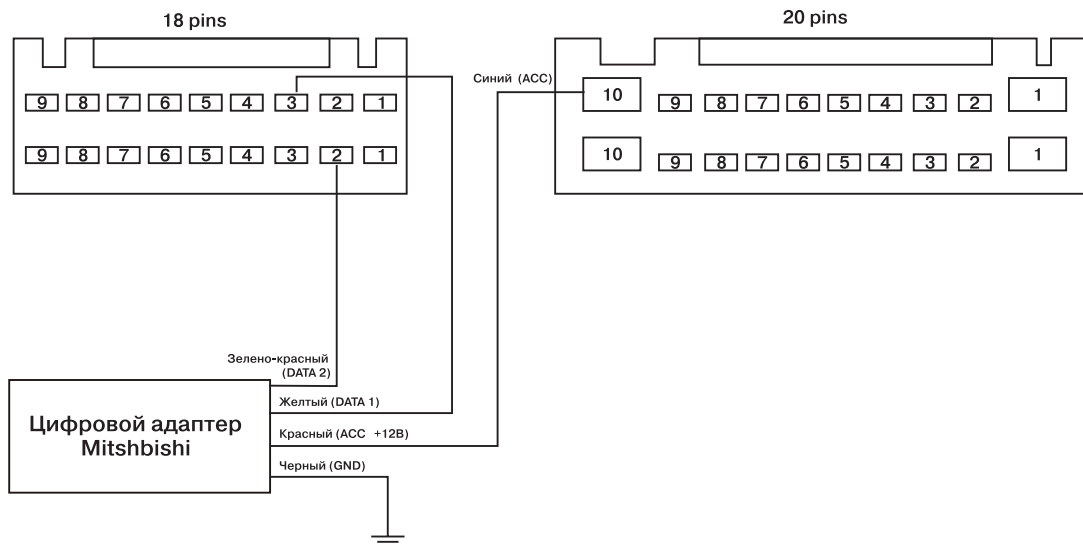 18 pins
20 pins
Синий (ACC)
9 8 7 6 5 4 3 2 1
10 9 8 7 6 5 4 3 2 1
9 8 7 6 5 4 3 2 1
10 9 8 7 6 5 4 3 2 1
Зелено-красный
(DATA 2)
Желтый (DATA 1)
Цифровой адаптер
Mitshbishi
Красный (ACC +12В)
Черный (GND)